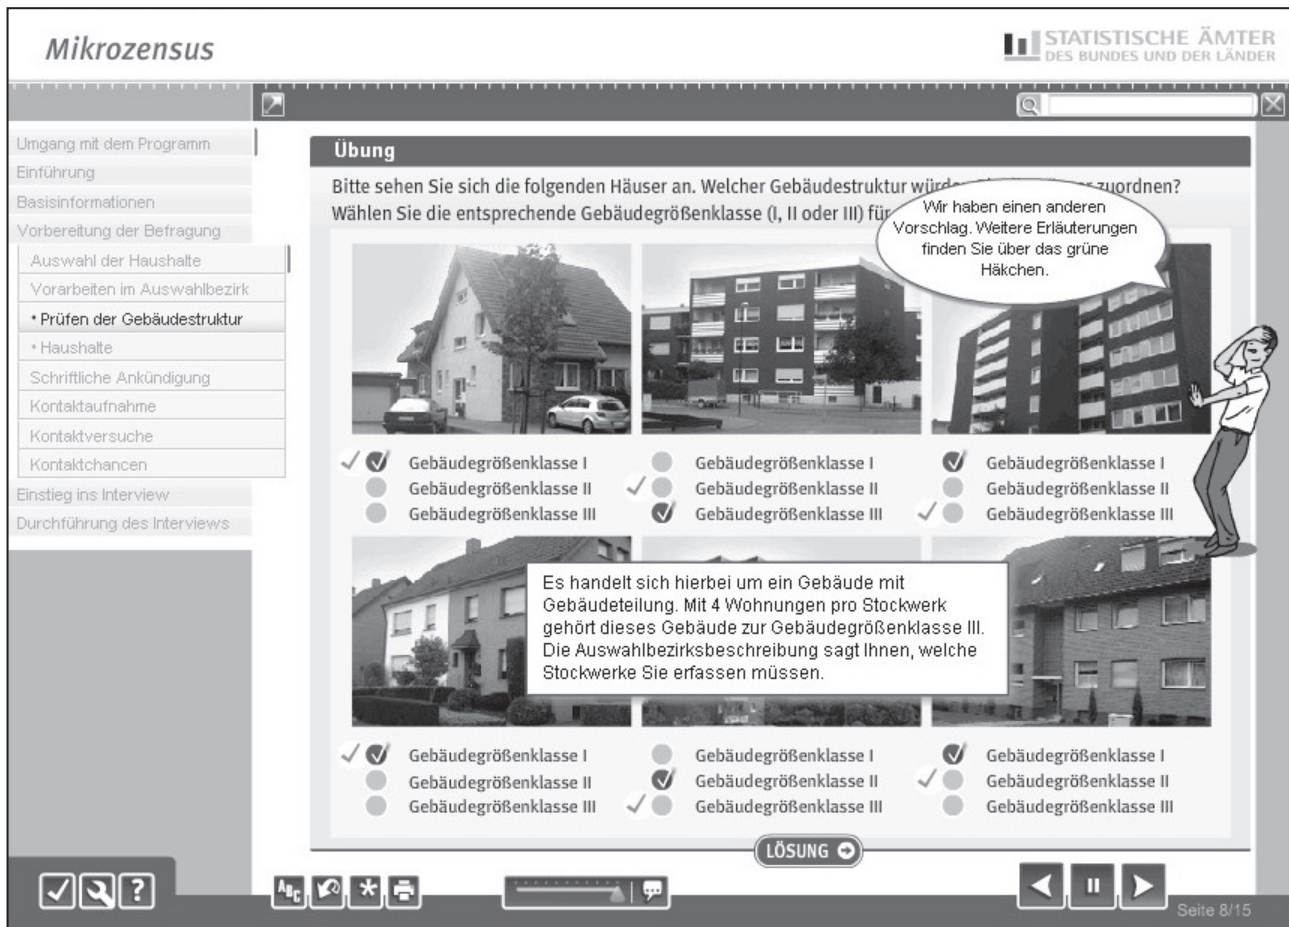 Mikrozensus
STATISTISCHE ÄMTER
DES BUNDES UND DER LÄNDER
Umgang mit dem Programm
Einführung
Basisinformationen
Vorbereitung der Befragung
Auswahl der Haushalte
Vorarbeiten im Auswahlbezirk
• Prüfen der Gebäudestruktur
• Haushalte
Schriftliche Ankündigung
Kontaktaufnahme
Kontaktversuche
Kontaktchancen
Einstieg ins Interview
Durchführung des Interviews
Übung
Bitte sehen Sie sich die folgenden Häuser an. Welcher Gebäudestruktur zuordnen?
Wählen Sie die entsprechende Gebäudegrößenklasse (I, II oder III) für
Wir haben einen anderen
Vorschlag. Weitere Erläuterungen
finden Sie über das grüne
Häkchen.
Gebäudegrößenklasse I
Gebäudegrößenklasse II
Gebäudegrößenklasse III
Gebäudegrößenklasse I
Gebäudegrößenklasse II
Gebäudegrößenklasse III
Gebäudegrößenklasse I
Gebäudegrößenklasse II
Gebäudegrößenklasse III
Es handelt sich hierbei um ein Gebäude mit
Gebäudeteilung. Mit 4 Wohnungen pro Stockwerk
gehört dieses Gebäude zur Gebäudegrößenklasse III.
Die Auswahlbezirksbeschreibung sagt Ihnen, welche
Stockwerke Sie erfassen müssen.
Gebäudegrößenklasse I
Gebäudegrößenklasse II
Gebäudegrößenklasse III
Gebäudegrößenklasse I
Gebäudegrößenklasse II
Gebäudegrößenklasse III
Gebäudegrößenklasse I
Gebäudegrößenklasse II
Gebäudegrößenklasse III
LÖSUNG
?
ABC
Seite 8/15